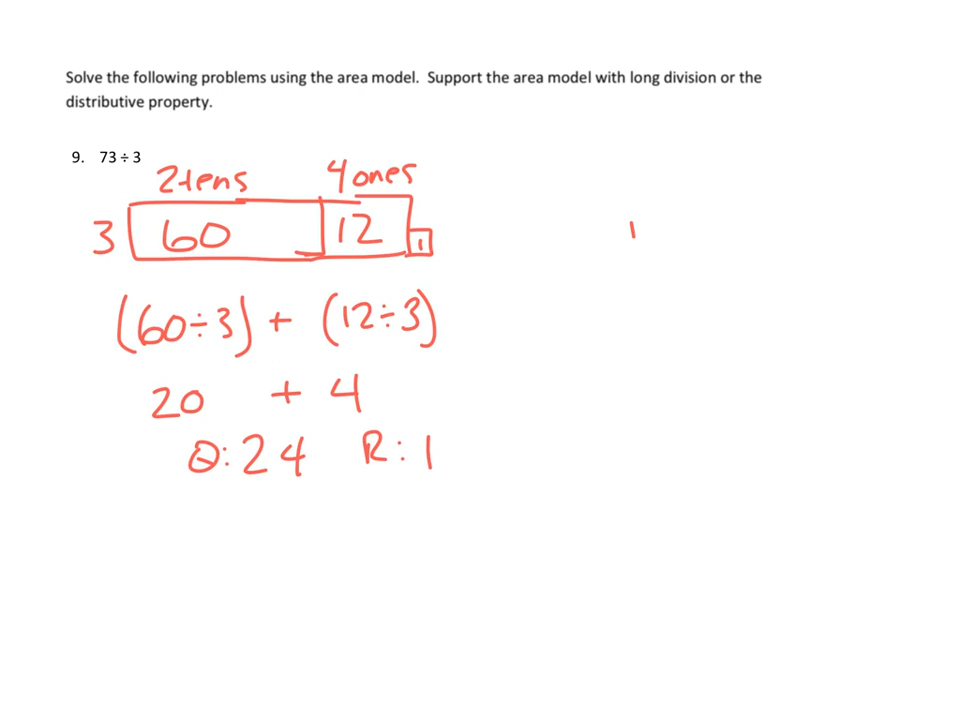 Solve the following problems using the area model. Support the area model with long division or the
distributive property.
9. 73 ÷ 3
2 tens 4 ones
3 60 12 1
1
(60÷3) + (12÷3)
20 + 4
Q: 24 R: 1